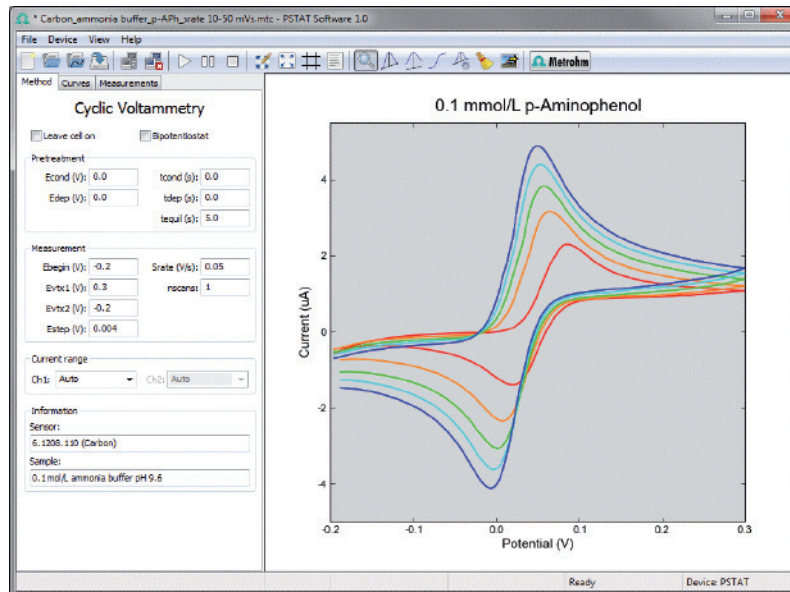 * Carbon_ammonia buffer_p-APh_srate 10-50 mVs.mtc - PSTAT Software 1.0
File Device View Help
Metrohm
Method Curves Measurements
Cyclic Voltammetry
Leave cell on Bipotentiostat
Pretreatment
Econd (V): 0.0 tcond (s): 0.0
Edep (V): 0.0 tdep (s): 0.0
tequil (s): 5.0
Measurement
Ebegin (V): -0.2 Srate (V/s): 0.05
Evtx1 (V): 0.3 nscans: 1
Evtx2 (V): -0.2
Estep (V): 0.004
Current range
Ch1: Auto Ch2: Auto
Information
Sensor:
6.1208.110 (Carbon)
Sample:
0.1mol/L ammonia buffer pH 9.6
0.1 mmol/L p-Aminophenol
4
2
0
-2
-4
Current (uA)
-0.2 -0.1 0.0 0.1 0.2 0.3
Potential (V)
Ready Device: PSTAT